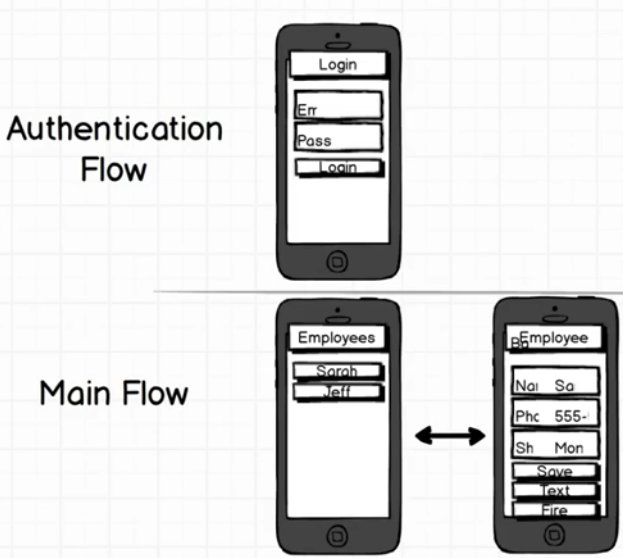 Authentication
Flow
Login
Em
Pass
Login
Main Flow
Employees
Sarah
Jeff
Employee
Nai Sa
Phc 555-
Sh Mon
Save
Text
Fire